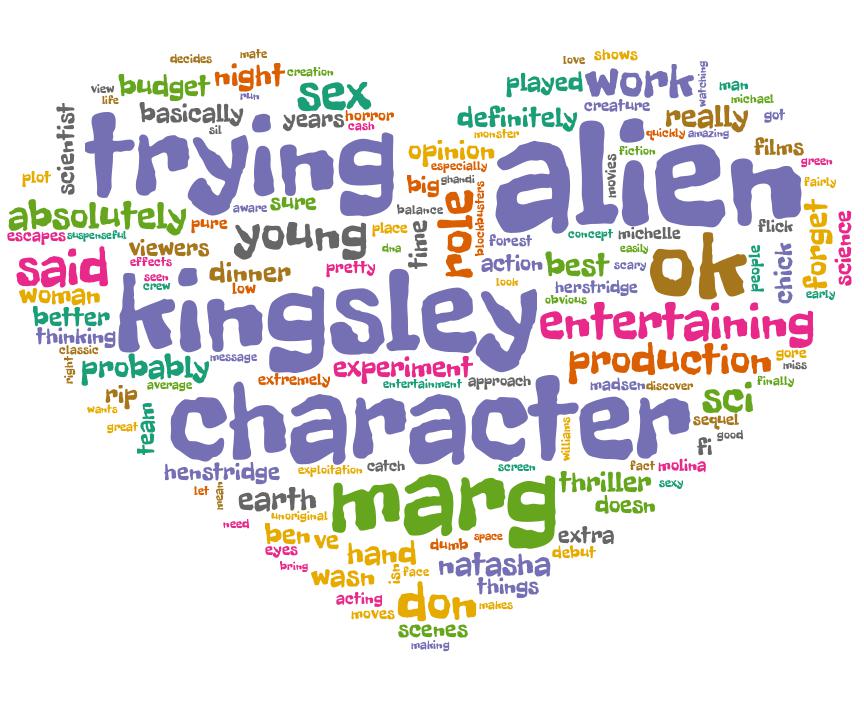 decides mate
love shows
view budget night creation
life run
played work watching man
sex
creature michael
scientist basically years horror
cash
sil
definitely really got
monster quickly amazing
trying alien
opinion movies fiction films
especially green
plot
big ghandi
fairly
aware sure
balance role blockbusters
absolutely pure place
escapes suspenseful
young time
forest concept michelle flick
forget science
viewers dna
easily
said effects dinner pretty
action best scary ok people chick
seen crew low
look herstridge early
woman obvious
better kingsley entertaining
thinking
classic message
production gore
right probably experiment
miss
average extremely entertainment approach
madsen discover finally
rip
wants
great team
character
sci
sequel
williams good
fi
henstridge exploitation catch screen
fact molina
let mean
earth marg thriller sexy
doesn
unoriginal
need
ben ve
extra
eyes hand dumb space debut
bring
wasn isn face natasha
things
acting don makes
moves
scenes
making